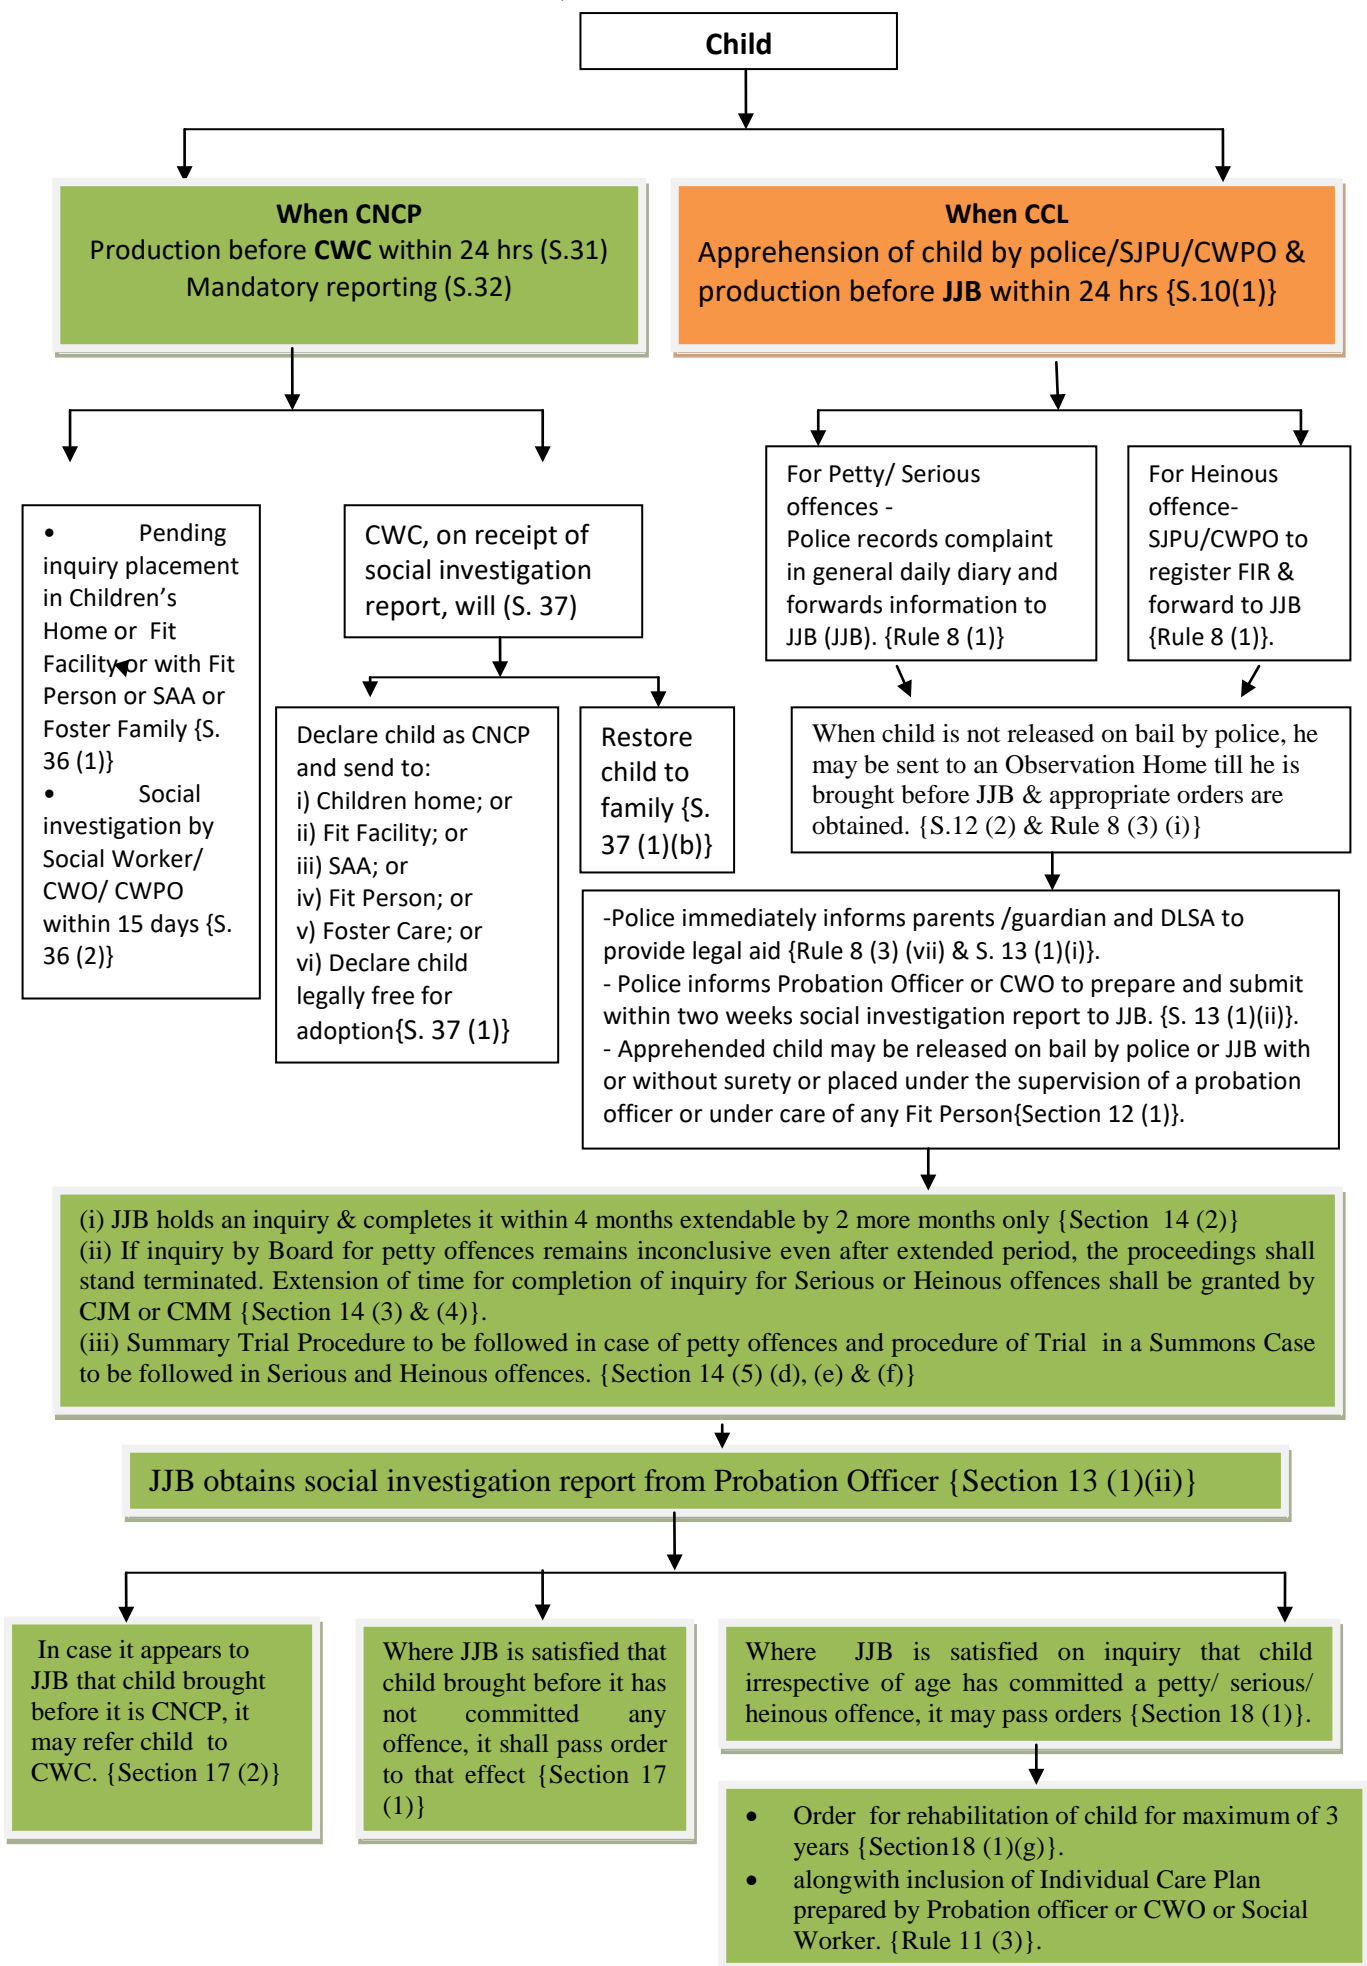 Child
When CNCP
Production before CWC within 24 hrs (S.31)
Mandatory reporting (S.32)
When CCL
Apprehension of child by police/SJPU/CWPO &
production before JJB within 24 hrs {S.10(1)}
• Pending
inquiry placement
in Children’s
Home or Fit
Facility or with Fit
Person or SAA or
Foster Family {S.
36 (1)}
• Social
investigation by
Social Worker/
CWO/ CWPO
within 15 days {S.
36 (2)}
CWC, on receipt of
social investigation
report, will (S. 37)
Declare child as CNCP
and send to:
i) Children home; or
ii) Fit Facility; or
iii) SAA; or
iv) Fit Person; or
v) Foster Care; or
vi) Declare child
legally free for
adoption{S. 37 (1)}
Restore
child to
family {S.
37 (1)(b)}
For Petty/ Serious
offences -
Police records complaint
in general daily diary and
forwards information to
JJB (JJB). {Rule 8 (1)}
For Heinous
offence-
SJPU/CWPO to
register FIR &
forward to JJB
{Rule 8 (1)}.
When child is not released on bail by police, he
may be sent to an Observation Home till he is
brought before JJB & appropriate orders are
obtained. {S.12 (2) & Rule 8 (3) (i)}
-Police immediately informs parents /guardian and DLSA to
provide legal aid {Rule 8 (3) (vii) & S. 13 (1)(i)}.
- Police informs Probation Officer or CWO to prepare and submit
within two weeks social investigation report to JJB. {S. 13 (1)(ii)}.
- Apprehended child may be released on bail by police or JJB with
or without surety or placed under the supervision of a probation
officer or under care of any Fit Person{Section 12 (1)}.
(i) JJB holds an inquiry & completes it within 4 months extendable by 2 more months only {Section 14 (2)}
(ii) If inquiry by Board for petty offences remains inconclusive even after extended period, the proceedings shall
stand terminated. Extension of time for completion of inquiry for Serious or Heinous offences shall be granted by
CJM or CMM {Section 14 (3) & (4)}.
(iii) Summary Trial Procedure to be followed in case of petty offences and procedure of Trial in a Summons Case
to be followed in Serious and Heinous offences. {Section 14 (5) (d), (e) & (f)}
JJB obtains social investigation report from Probation Officer {Section 13 (1)(ii)}
In case it appears to
JJB that child brought
before it is CNCP, it
may refer child to
CWC. {Section 17 (2)}
Where JJB is satisfied that
child brought before it has
not committed any
offence, it shall pass order
to that effect {Section 17
(1)}
Where JJB is satisfied on inquiry that child
irrespective of age has committed a petty/ serious/
heinous offence, it may pass orders {Section 18 (1)}.
• Order for rehabilitation of child for maximum of 3
years {Section18 (1)(g)}.
• alongwith inclusion of Individual Care Plan
prepared by Probation officer or CWO or Social
Worker. {Rule 11 (3)}.